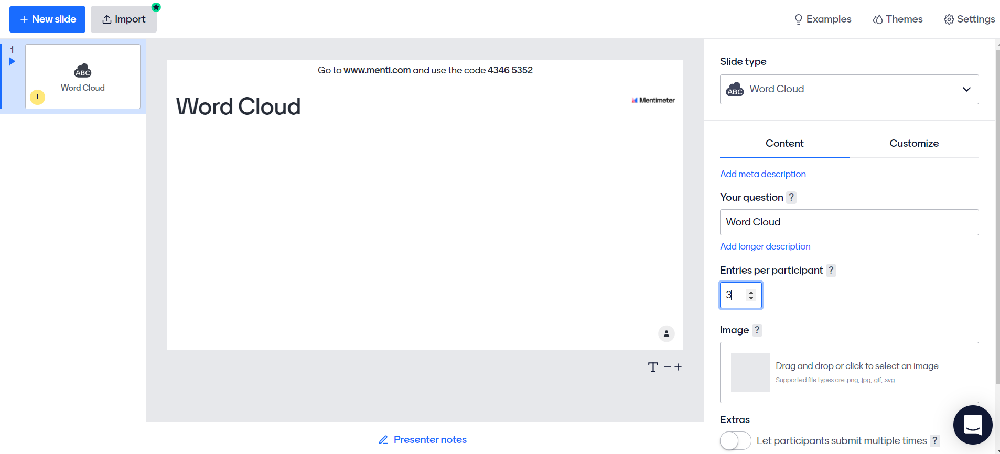 + New slide
Import
Examples
Themes
Settings
1
ABC
Word Cloud
T
Go to www.menti.com and use the code 4346 5352
Word Cloud
Mentimeter
Presenter notes
Slide type
ABC Word Cloud
Content
Customize
Add meta description
Your question ?
Word Cloud
Add longer description
Entries per participant ?
3
Image ?
Drag and drop or click to select an image
Supported file types are .png, .jpg, .gif, .svg
Extras
Let participants submit multiple times ?